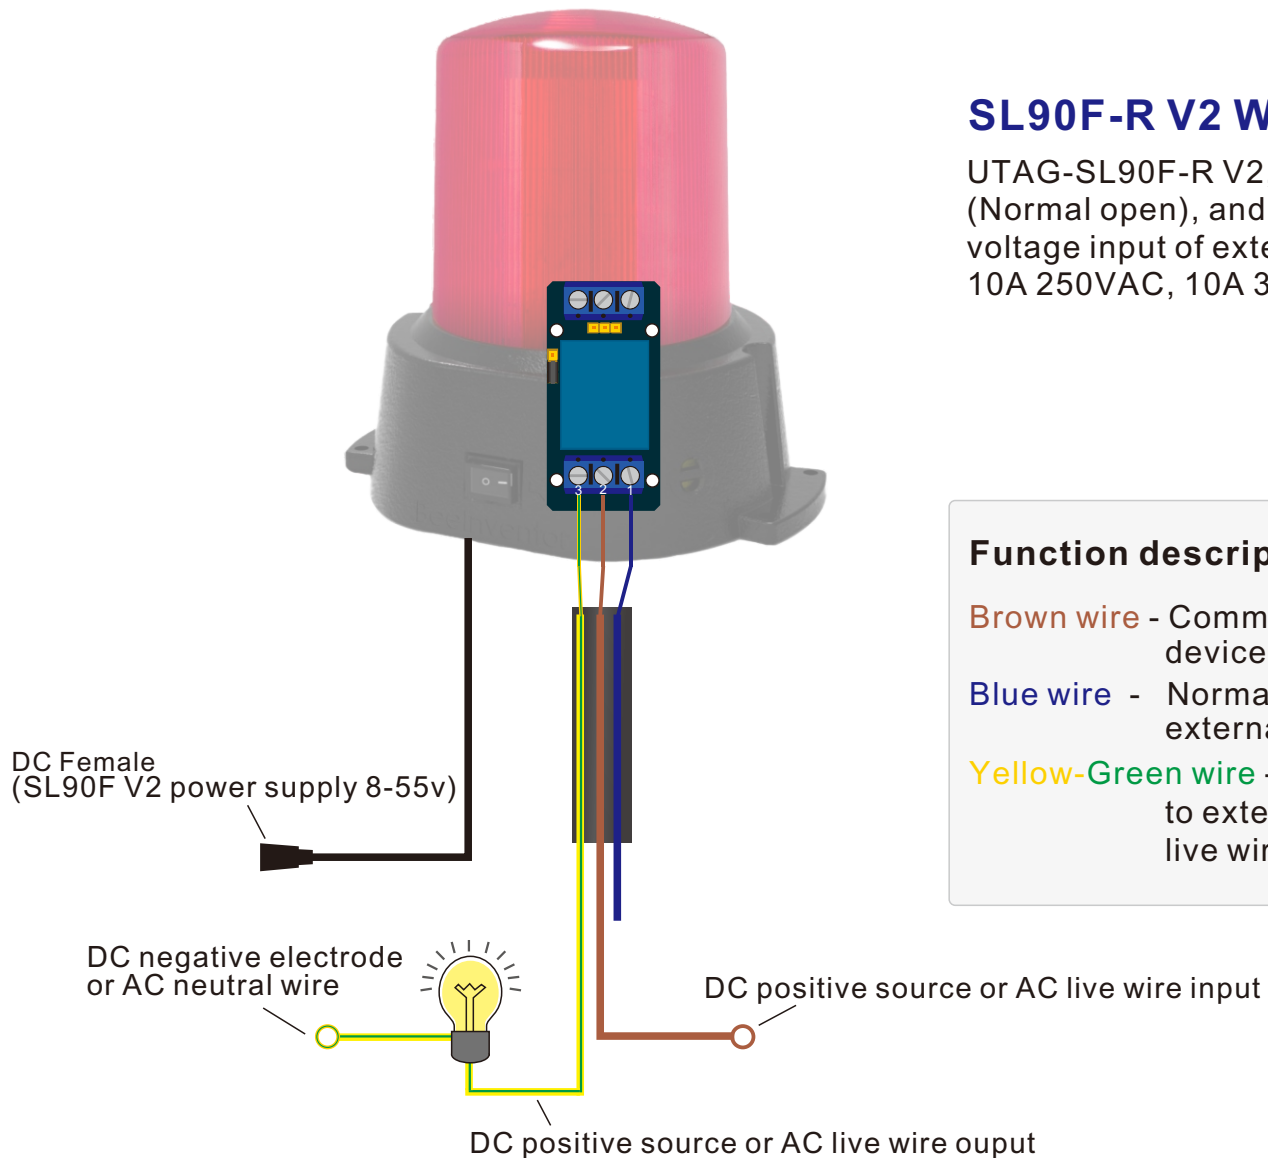 SL90F-R V2 W
UTAG-SL90F-R V2
(Normal open), and
voltage input of exte
10A 250VAC, 10A 3
3 2 1
Function descrip
Brown wire - Comm
device
Blue wire - Norma
externa
Yellow-Green wire -
to exte
live wir
DC Female
(SL90F V2 power supply 8-55v)
DC negative electrode
or AC neutral wire
DC positive source or AC live wire input
DC positive source or AC live wire ouput